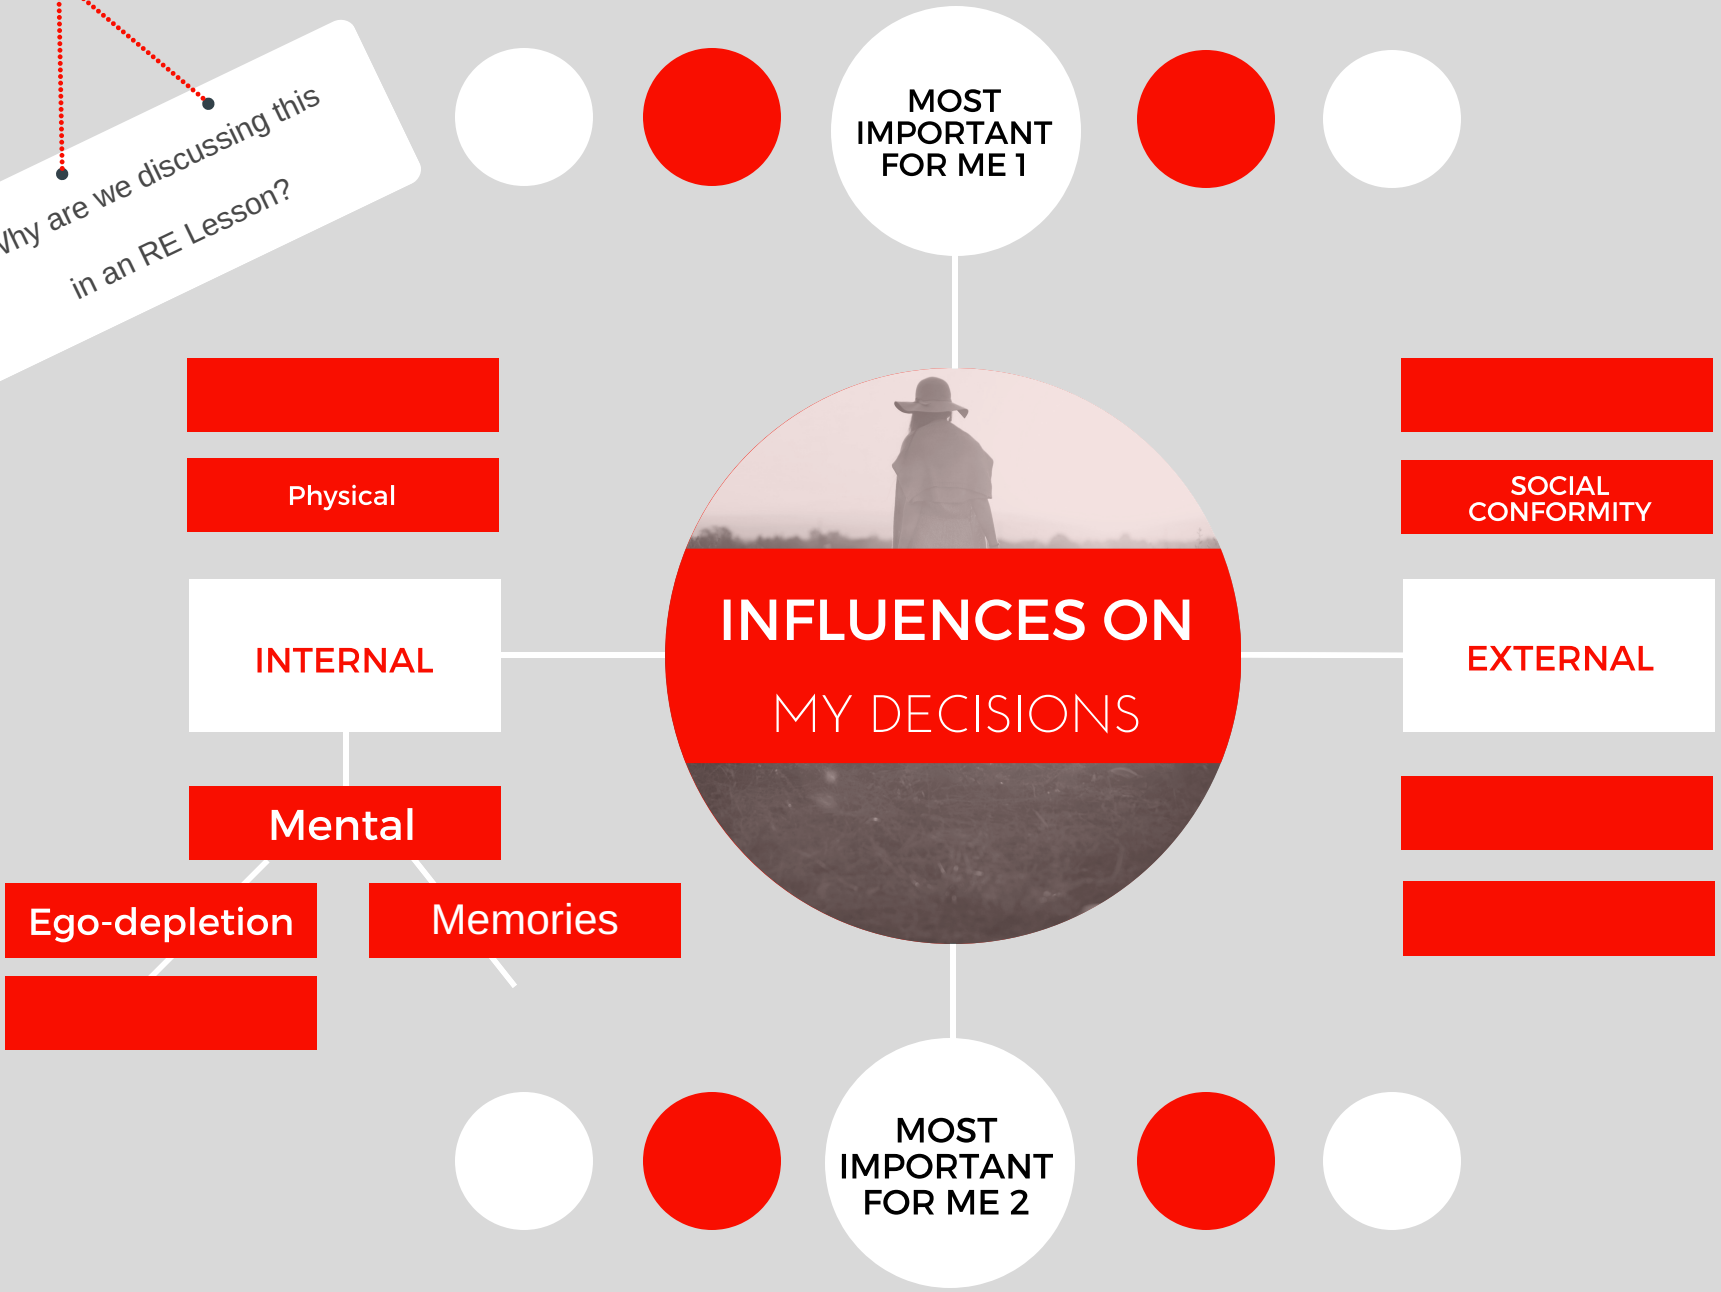 Why are we discussing this
in an RE Lesson?
MOST
IMPORTANT
FOR ME 1
Physical
SOCIAL
CONFORMITY
INFLUENCES ON
MY DECISIONS
INTERNAL
EXTERNAL
Mental
Ego-depletion
Memories
MOST
IMPORTANT
FOR ME 2